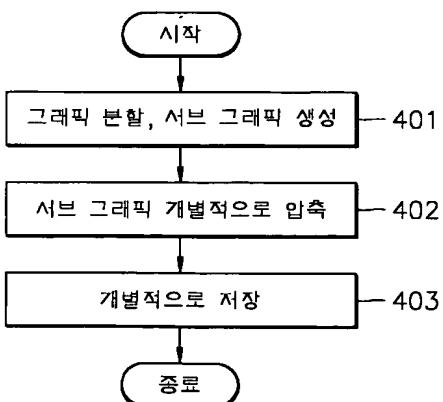 시작
그래픽 분할, 서브 그래픽 생성 401
서브 그래픽 개별적으로 압축 402
개별적으로 저장 403
종료